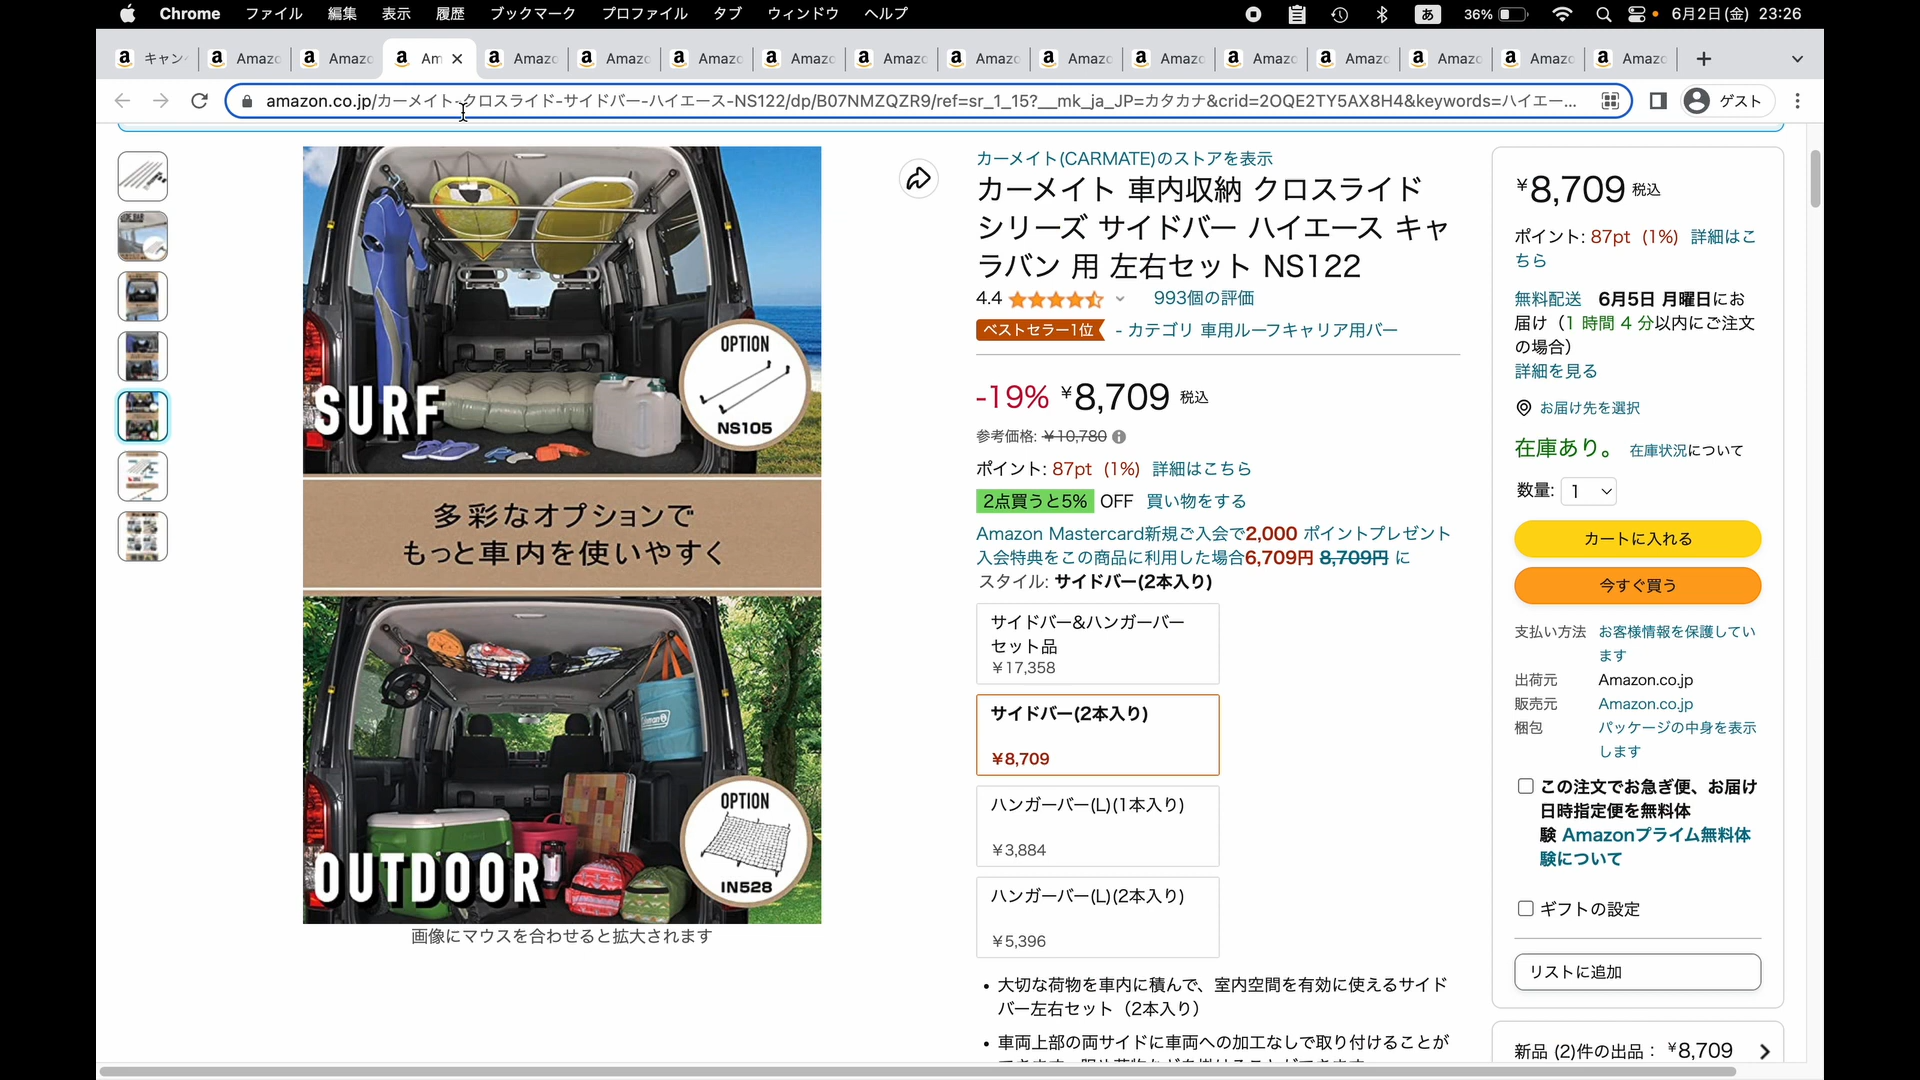 Chrome ファイル 編集 表示 履歴 ブックマーク プロファイル タブ ウィンドウ ヘルプ あ 36% 6月2日(金) 23:26
キャン Amazo Amazo Am Amazo Amazo Amazo Amazo Amazo Amazo Amazo Amazo Amazo Amazo Amazo Amazo Amazo
amazon.co.jp/カーメイト-クロスライド-サイドバー-ハイエース-NS122/dp/B07NMZQZR9/ref=sr_1_15?__mk_ja_JP=カタカナ&crid=2OQE2TY5AX8H4&keywords=ハイエー... ゲスト
SURF
OPTION
NS105
多彩なオプションで
もっと車内を使いやすく
Coleman
OUTDOOR
OPTION
IN528
画像にマウスを合わせると拡大されます
カーメイト(CARMATE)のストアを表示
カーメイト 車内収納 クロスライド
シリーズ サイドバー ハイエース キャ
ラバン 用 左右セット NS122
4.4 993個の評価
ベストセラー1位 - カテゴリ 車用ルーフキャリア用バー
-19% ¥8,709 税込
参考価格: ¥10,780
ポイント: 87pt (1%) 詳細はこちら
2点買うと5% OFF 買い物をする
Amazon Mastercard新規ご入会で2,000 ポイントプレゼント
入会特典をこの商品に利用した場合6,709円 8,709円 に
スタイル: サイドバー(2本入り)
サイドバー&ハンガーバー
セット品
¥17,358
サイドバー(2本入り)
¥8,709
ハンガーバー(L)(1本入り)
¥3,884
ハンガーバー(L)(2本入り)
¥5,396
• 大切な荷物を車内に積んで、室内空間を有効に使えるサイド
バー左右セット（2本入り）
• 車両上部の両サイドに車両への加工なしで取り付けることが
¥8,709 税込
ポイント: 87pt (1%) 詳細はこ
ちら
無料配送 6月5日 月曜日にお
届け（1 時間 4 分以内にご注文
の場合）
詳細を見る
お届け先を選択
在庫あり。 在庫状況について
数量: 1
カートに入れる
今すぐ買う
支払い方法 お客様情報を保護してい
ます
出荷元 Amazon.co.jp
販売元 Amazon.co.jp
梱包 パッケージの中身を表示
します
この注文でお急ぎ便、お届け
日時指定便を無料体
験 Amazonプライム無料体
験について
ギフトの設定
リストに追加
新品 (2)件の出品： ¥8,709